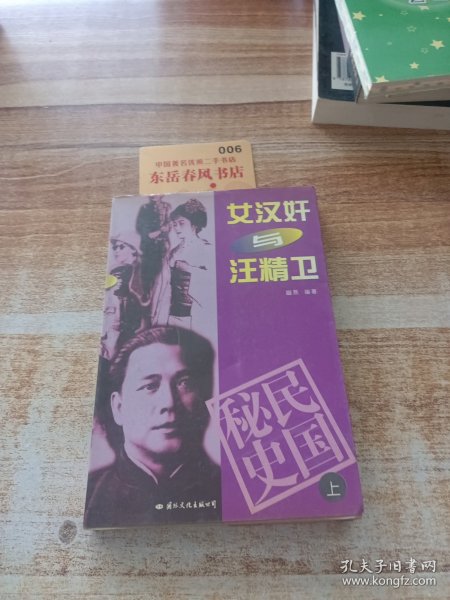 006
中国著名傳統二手书店
东岳春风书店
女汉奸
与
汪精卫
编著
民国
秘史
上
国际文化出版公司
孔夫子旧书网
www.kongfz.com